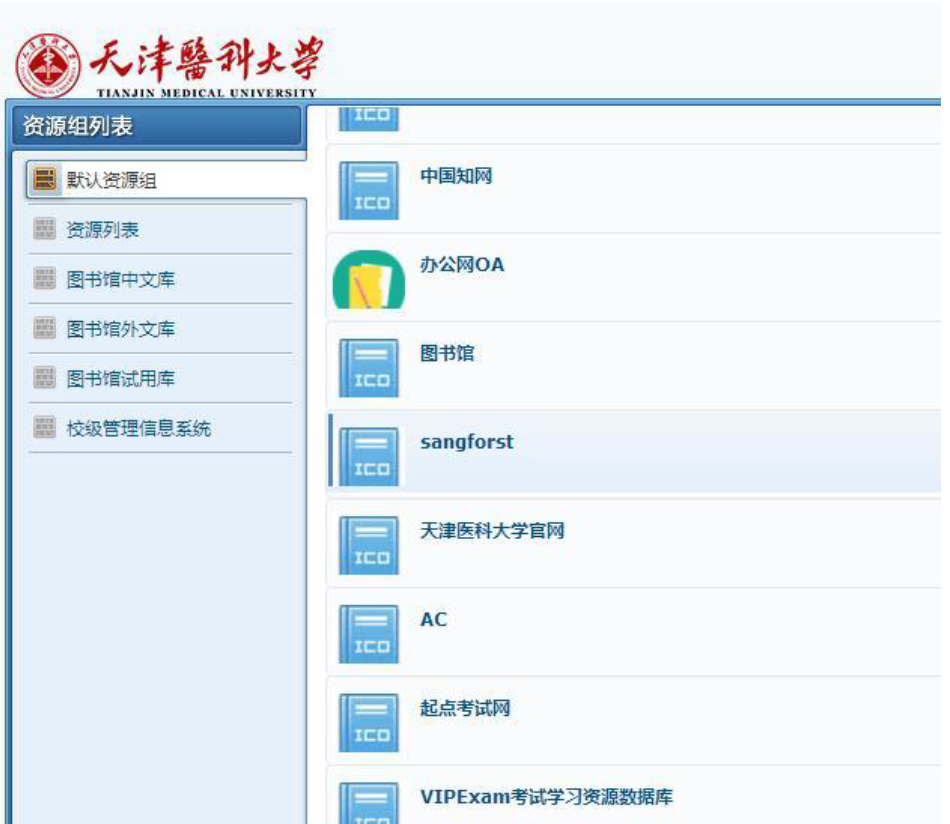 天津醫科大学
TIANJIN MEDICAL UNIVERSITY
资源组列表
默认资源组
资源列表
图书馆中文库
图书馆外文库
图书馆试用库
校级管理信息系统
ICO
中国知网
ICO
办公网OA
图书馆
ICO
sangforst
ICO
天津医科大学官网
ICO
AC
ICO
起点考试网
ICO
VIPExam考试学习资源数据库
ICO